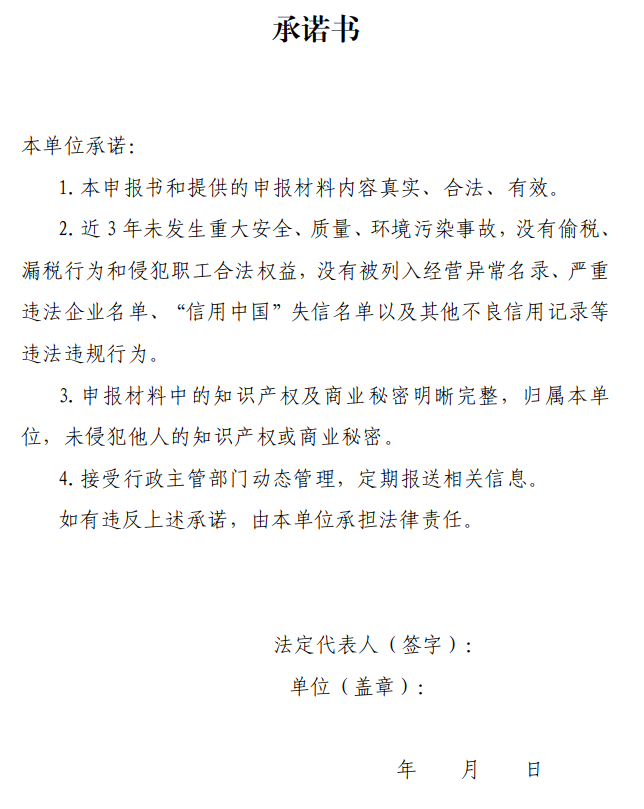 承诺书
本单位承诺：
1. 本申报书和提供的申报材料内容真实、合法、有效。
2. 近 3 年未发生重大安全、质量、环境污染事故，没有偷税、
漏税行为和侵犯职工合法权益，没有被列入经营异常名录、严重
违法企业名单、“信用中国”失信名单以及其他不良信用记录等
违法违规行为。
3. 申报材料中的知识产权及商业秘密明晰完整，归属本单
位，未侵犯他人的知识产权或商业秘密。
4. 接受行政主管部门动态管理，定期报送相关信息。
如有违反上述承诺，由本单位承担法律责任。
法定代表人（签字）：
单位（盖章）：
年 月 日